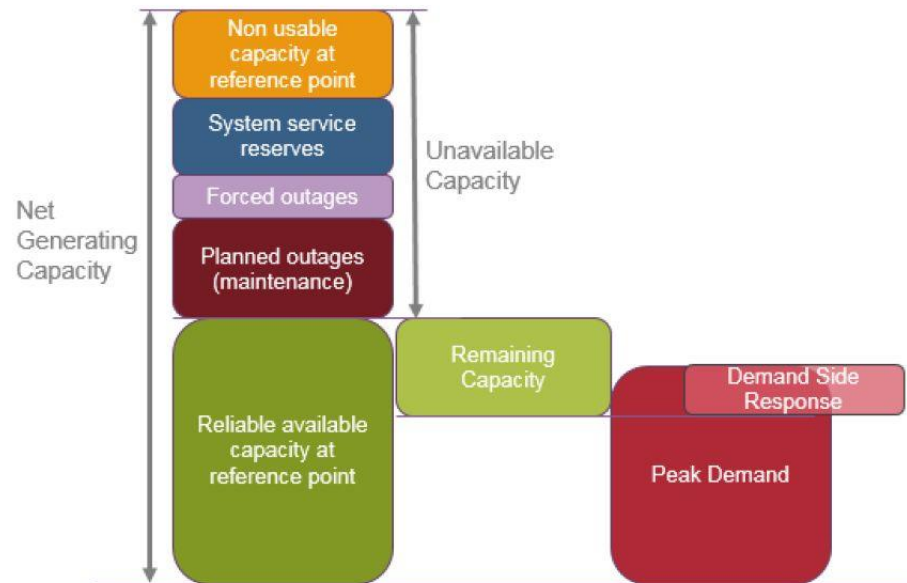 Non usable
capacity at
reference point
System service
reserves
Forced outages
Planned outages
(maintenance)
Reliable available
capacity at
reference point
Net
Generating
Capacity
Unavailable
Capacity
Remaining
Capacity
Demand Side
Response
Peak Demand